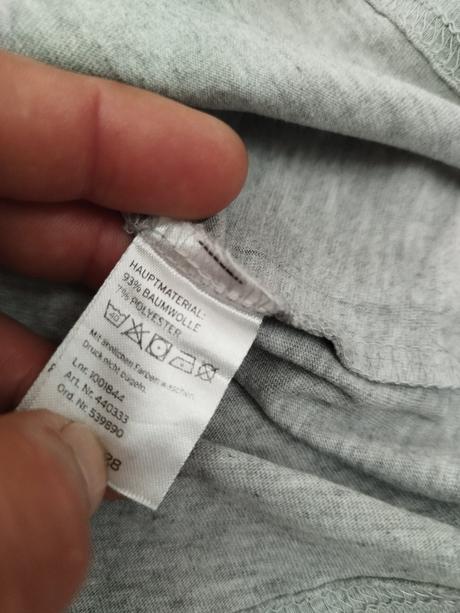 HAUPTMATERIAL:
93% BAUMWOLLE
7% POLYESTER
40
Mit ähnlichen Farben waschen.
Druck nicht bügeln.
Lnr. 1001844
Art. Nr. 440333
Ord. Nr. 539890